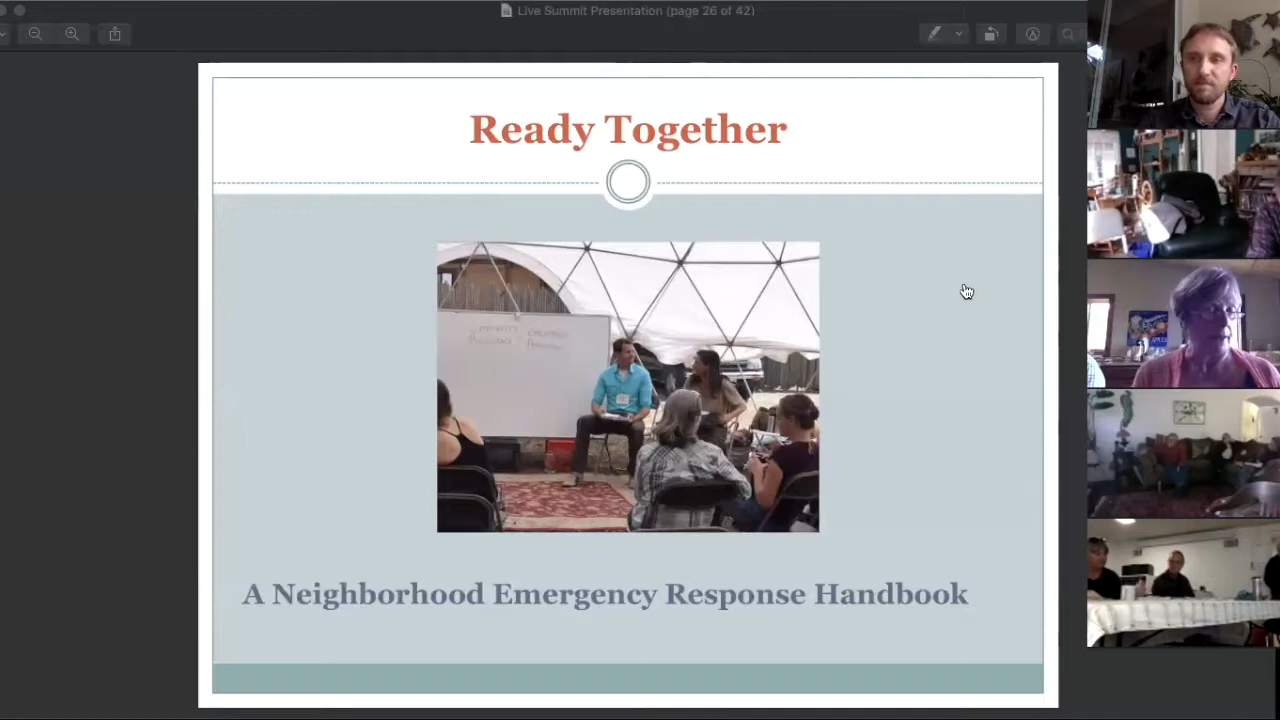 Live Summit Presentation (page 26 of 42)
Ready Together
A Neighborhood Emergency Response Handbook